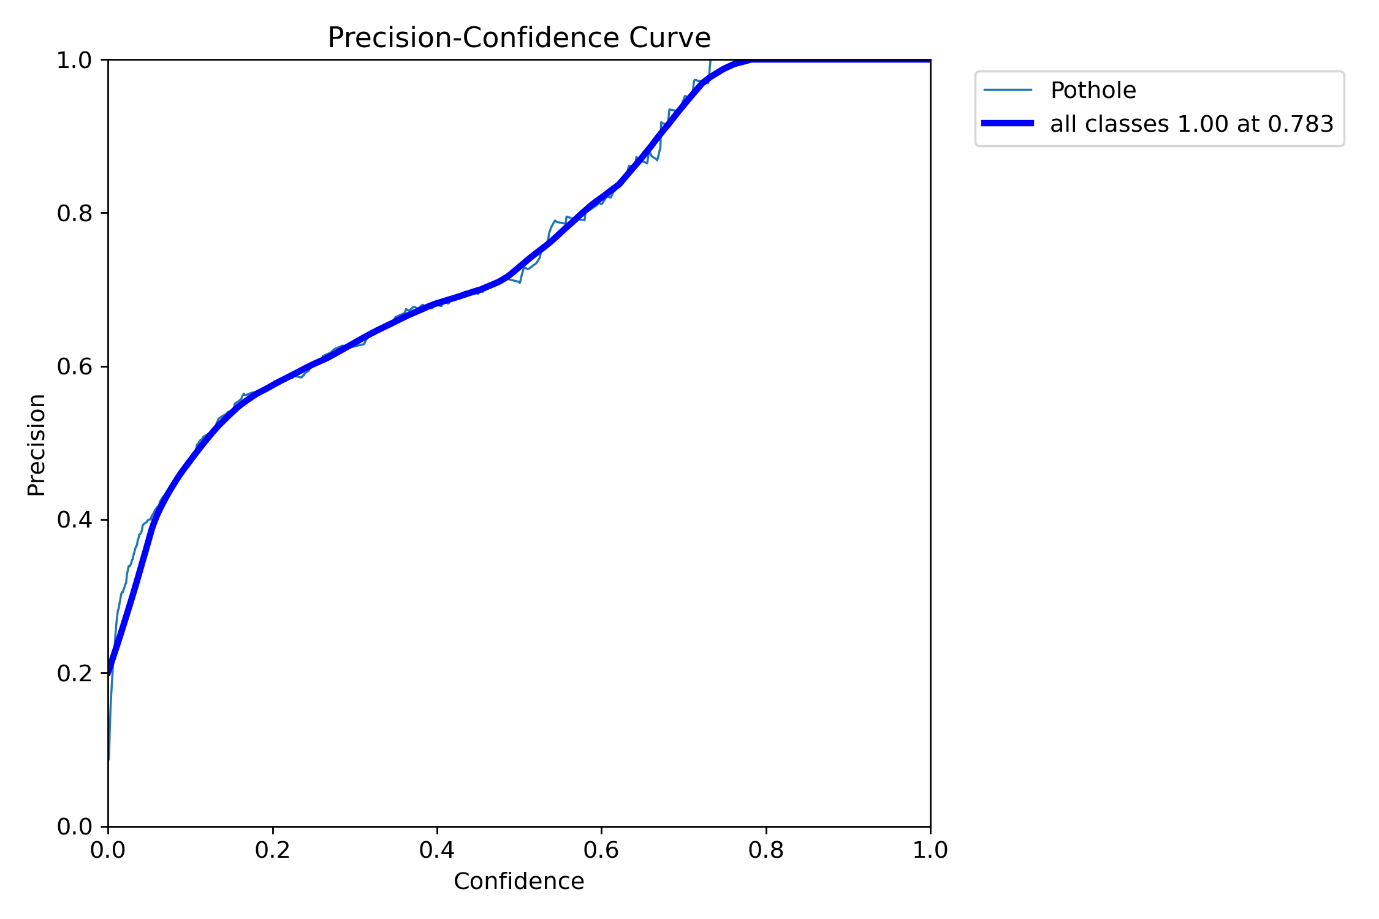 Precision-Confidence Curve
1.0
0.8
0.6
0.4
0.2
0.0
Precision
0.0 0.2 0.4 0.6 0.8 1.0
Confidence
Pothole
all classes 1.00 at 0.783